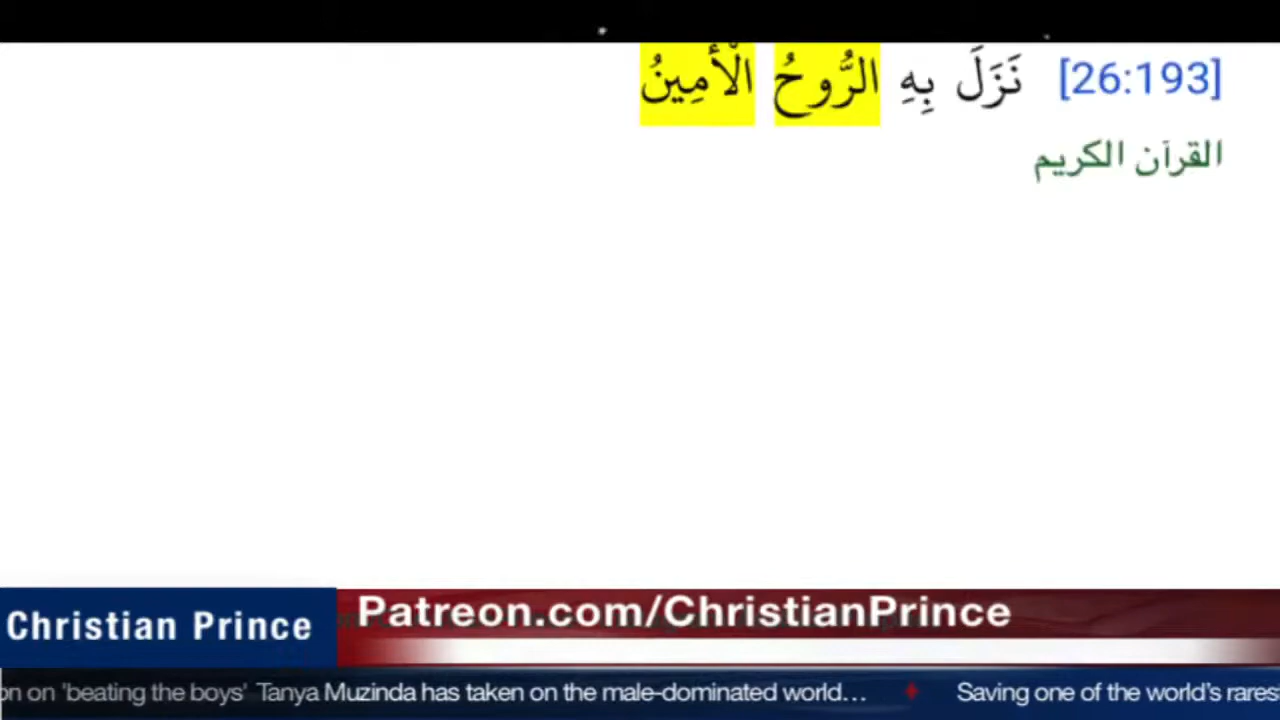 [26:193] نَزَلَ بِهِ الرُّوحُ الْأَمِينُ
القرآن الكريم
Patreon.com/ChristianPrince
Christian Prince
on on 'beating the boys' Tanya Muzinda has taken on the male-dominated world… ♦ Saving one of the world's rares